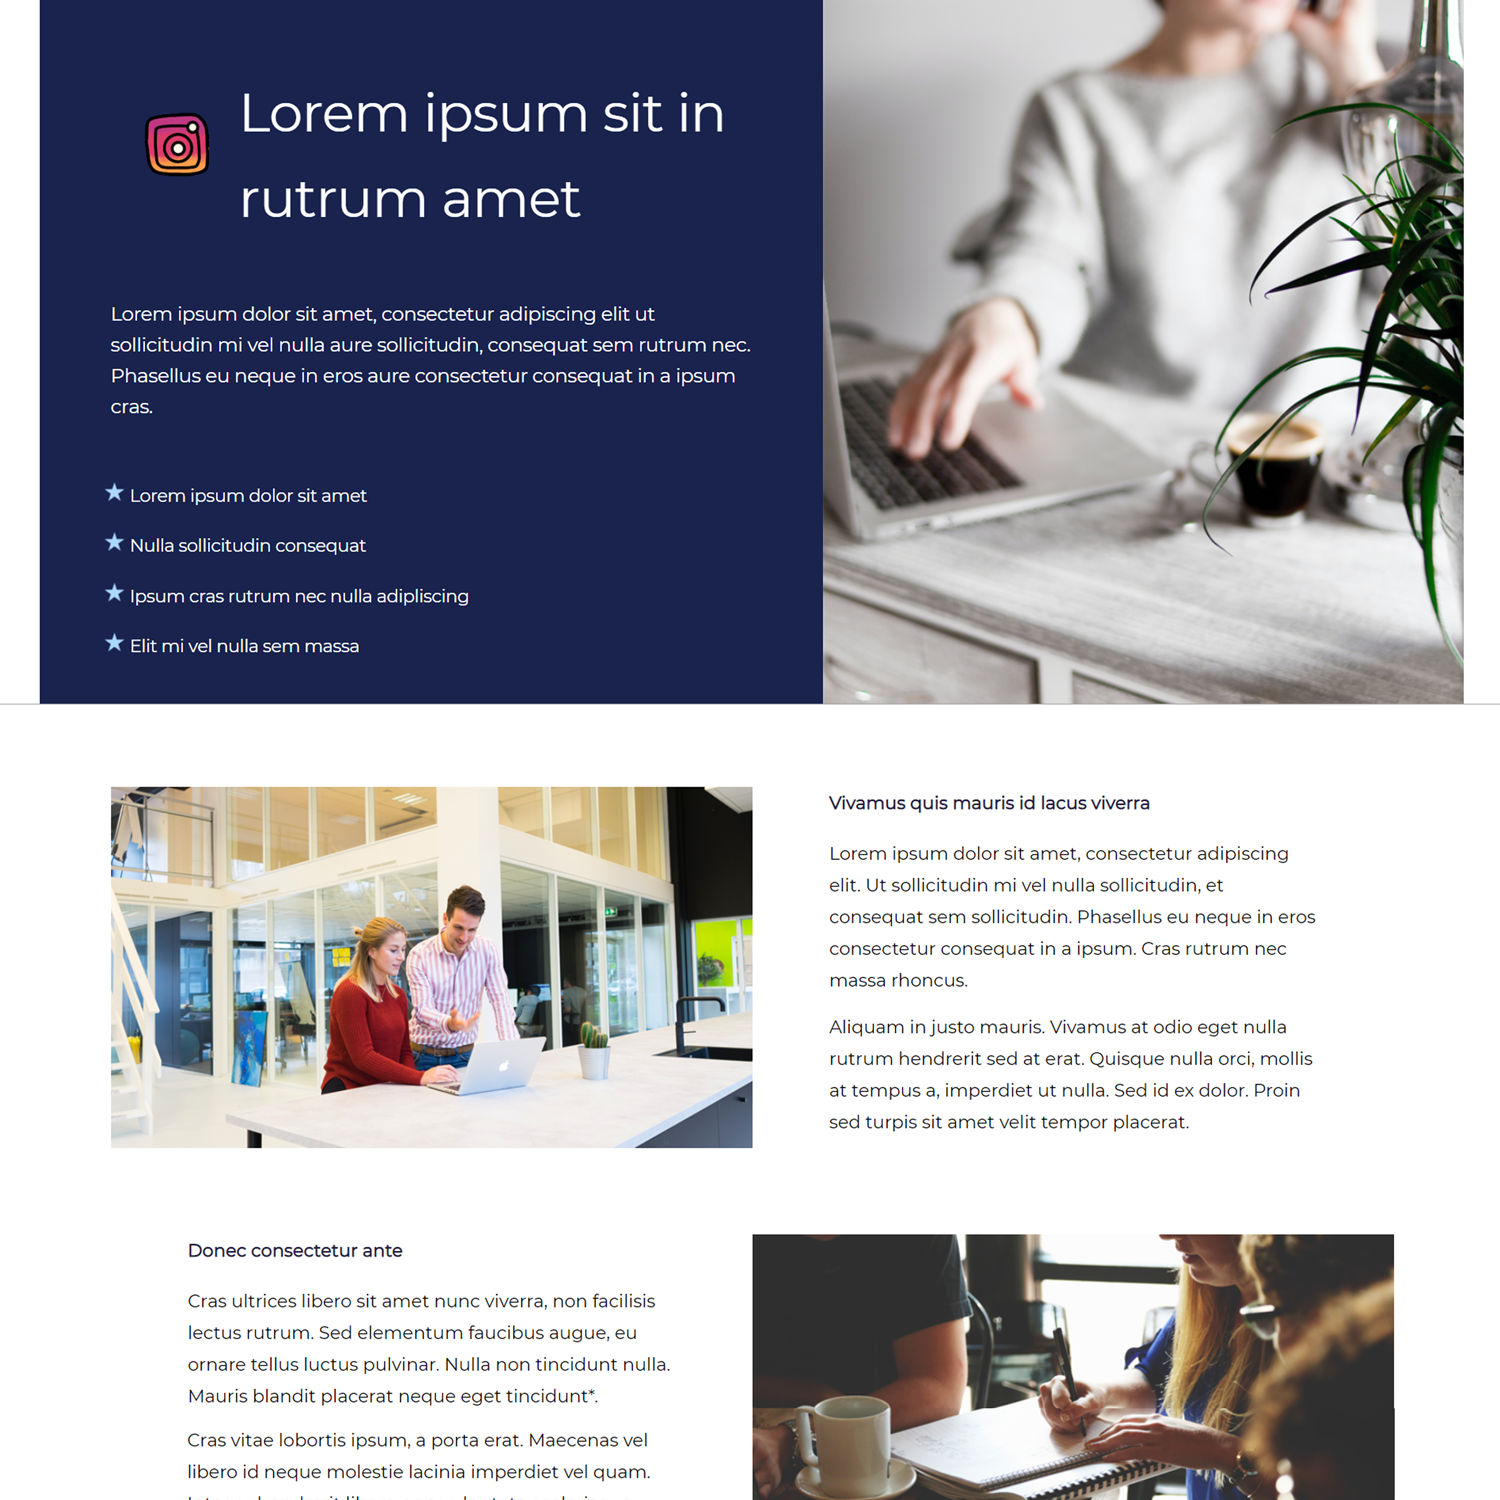 Lorem ipsum sit in
rutrum amet
Lorem ipsum dolor sit amet, consectetur adipiscing elit ut
sollicitudin mi vel nulla aure sollicitudin, consequat sem rutrum nec.
Phasellus eu neque in eros aure consectetur consequat in a ipsum
cras.
Lorem ipsum dolor sit amet
Nulla sollicitudin consequat
Ipsum cras rutrum nec nulla adipliscing
Elit mi vel nulla sem massa
Vivamus quis mauris id lacus viverra
Lorem ipsum dolor sit amet, consectetur adipiscing
elit. Ut sollicitudin mi vel nulla sollicitudin, et
consequat sem sollicitudin. Phasellus eu neque in eros
consectetur consequat in a ipsum. Cras rutrum nec
massa rhoncus.
Aliquam in justo mauris. Vivamus at odio eget nulla
rutrum hendrerit sed at erat. Quisque nulla orci, mollis
at tempus a, imperdiet ut nulla. Sed id ex dolor. Proin
sed turpis sit amet velit tempor placerat.
Donec consectetur ante
Cras ultrices libero sit amet nunc viverra, non facilisis
lectus rutrum. Sed elementum faucibus augue, eu
ornare tellus luctus pulvinar. Nulla non tincidunt nulla.
Mauris blandit placerat neque eget tincidunt*.
Cras vitae lobortis ipsum, a porta erat. Maecenas vel
libero id neque molestie lacinia imperdiet vel quam.